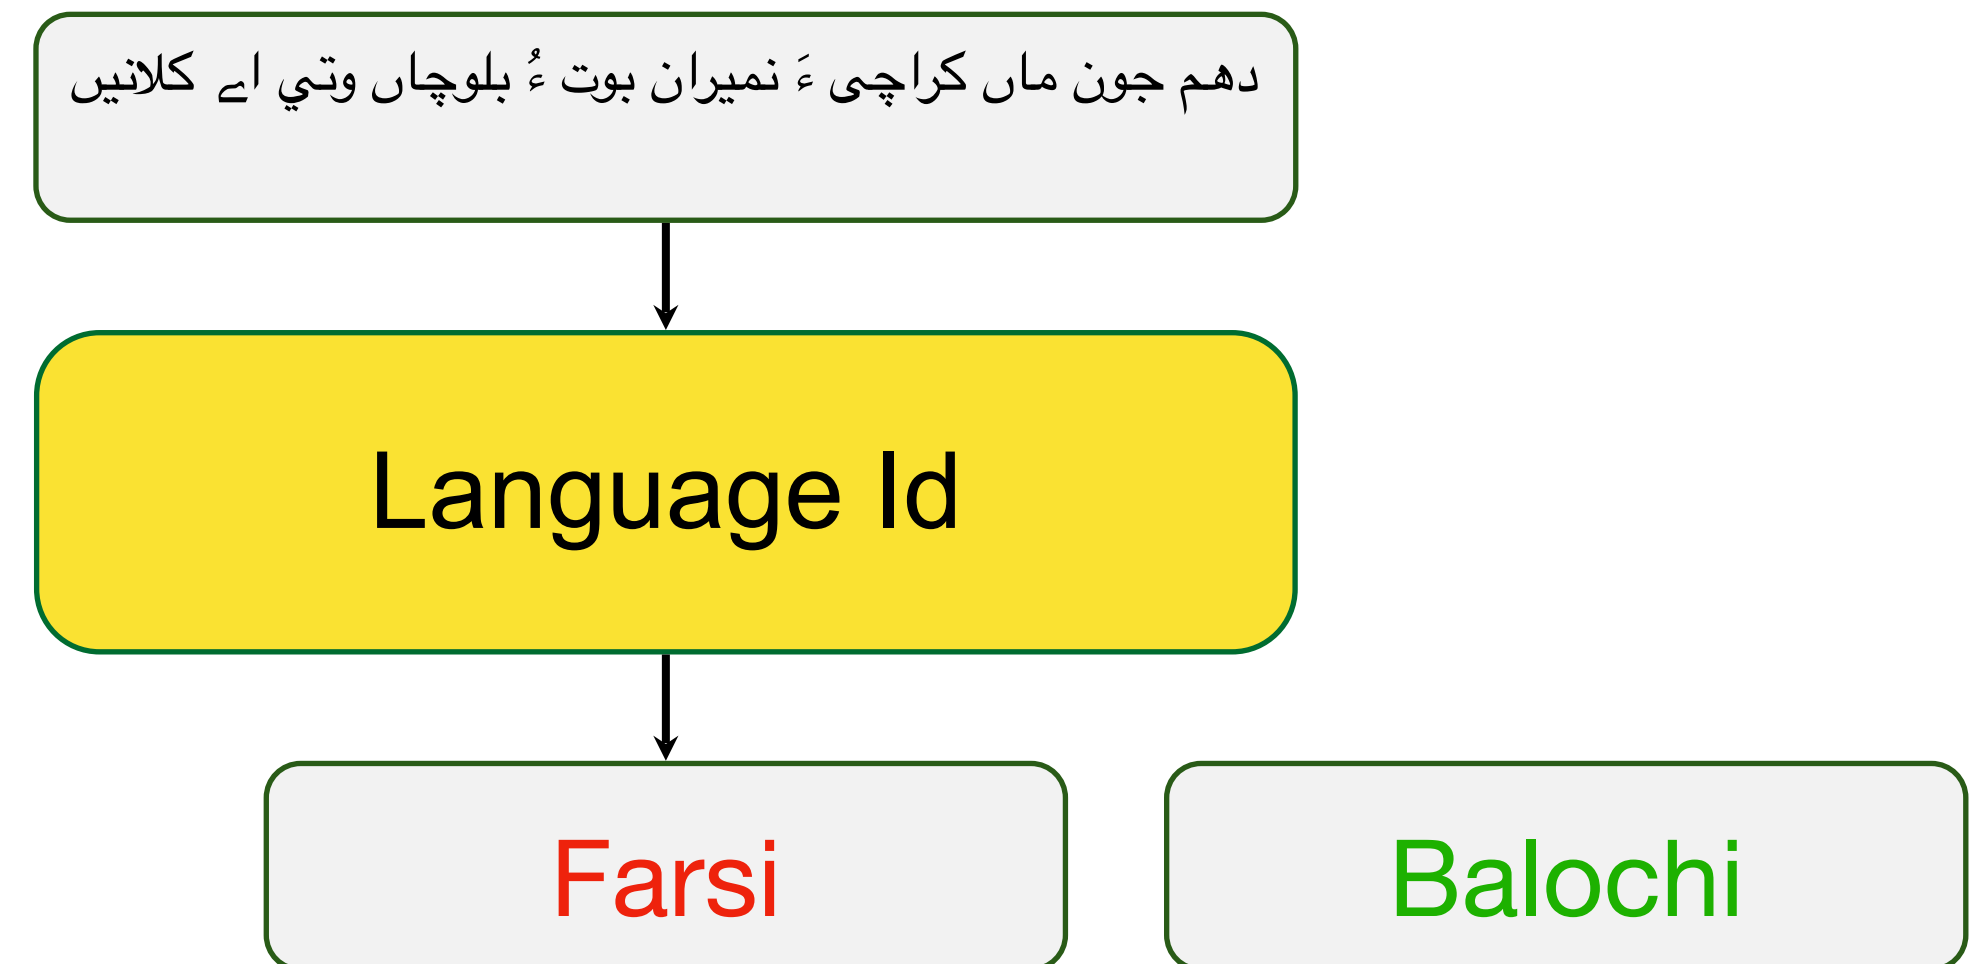 دهم جون ماں کراچی ءَ نمیران بوت ءُ بلوچاں وتي اے کلانیں
Language Id
Farsi
Balochi